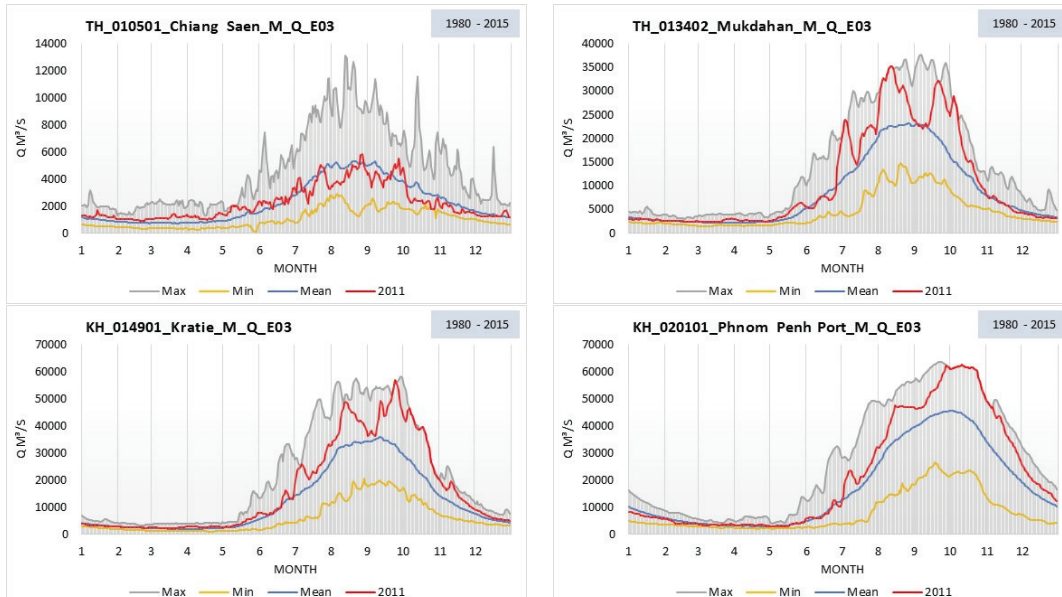 TH_010501_Chiang Saen_M_Q_E03
1980 - 2015
14000
12000
10000
8000
6000
4000
2000
0
Q M³/S
1 2 3 4 5 6 7 8 9 10 11 12
MONTH
Max Min Mean 2011
TH_013402_Mukdahan_M_Q_E03
1980 - 2015
40000
35000
30000
25000
20000
15000
10000
5000
0
Q M³/S
1 2 3 4 5 6 7 8 9 10 11 12
MONTH
Max Min Mean 2011
KH_014901_Kratie_M_Q_E03
1980 - 2015
70000
60000
50000
40000
30000
20000
10000
0
Q M³/S
1 2 3 4 5 6 7 8 9 10 11 12
MONTH
Max Min Mean 2011
KH_020101_Phnom Penh Port_M_Q_E03
1980 - 2015
70000
60000
50000
40000
30000
20000
10000
0
Q M³/S
1 2 3 4 5 6 7 8 9 10 11 12
MONTH
Max Min Mean 2011